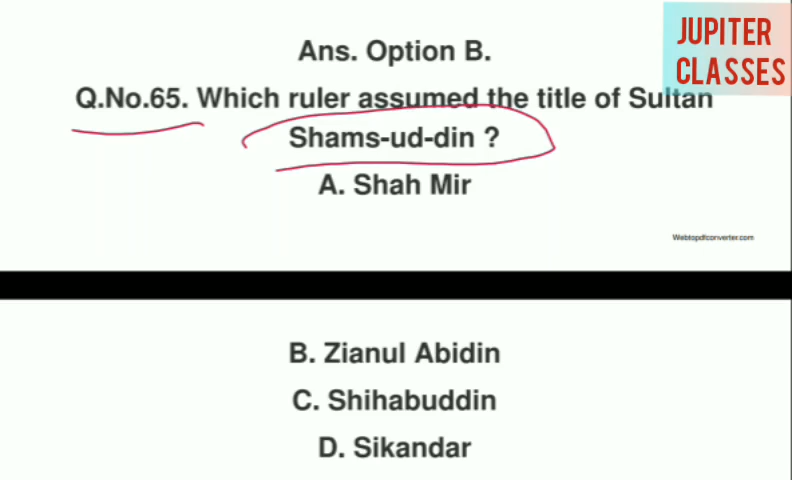 JUPITER
CLASSES
Ans. Option B.
Q.No.65. Which ruler assumed the title of Sultan
Shams-ud-din ?
A. Shah Mir
Webtopdfconverter.com
B. Zianul Abidin
C. Shihabuddin
D. Sikandar